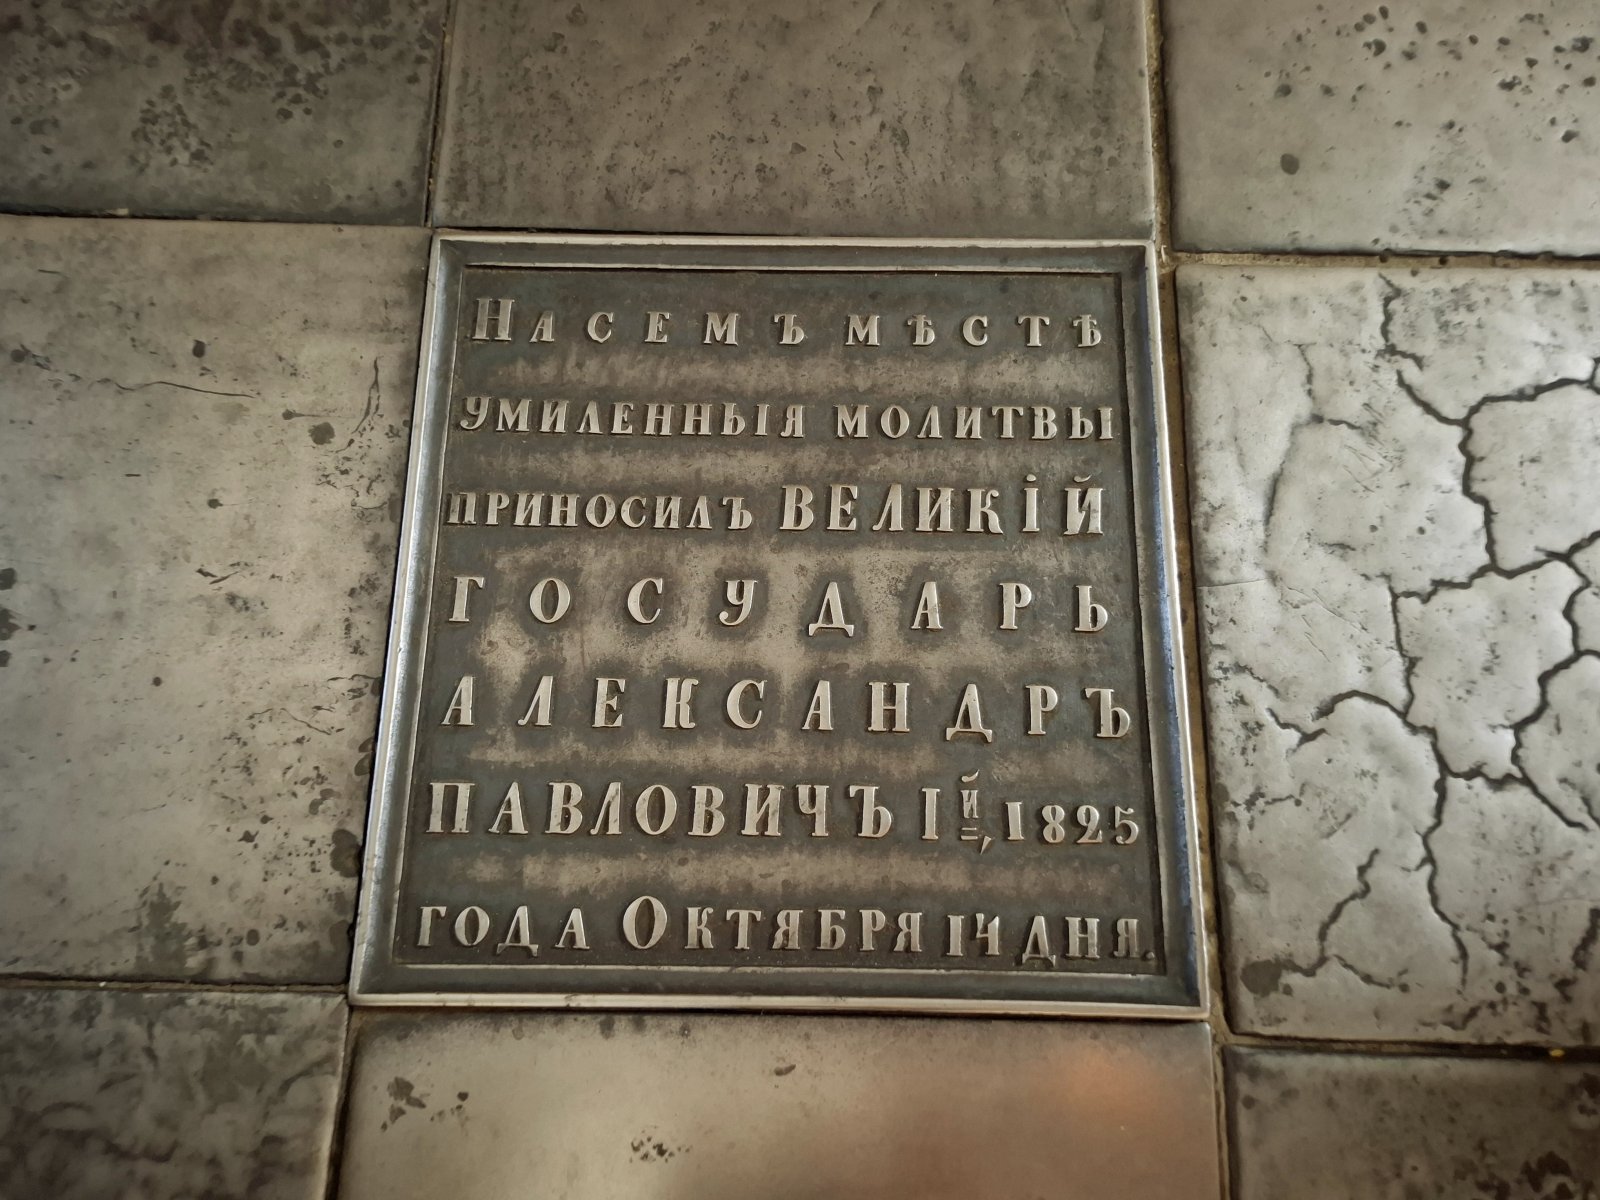 На семъ мѣстѣ
умиленныя молитвы
приносилъ ВЕЛИКІЙ
ГОСУДАРЬ
АЛЕКСАНДРЪ
ПАВЛОВИЧЪ Iй, 1825
года Октября 14 дня.